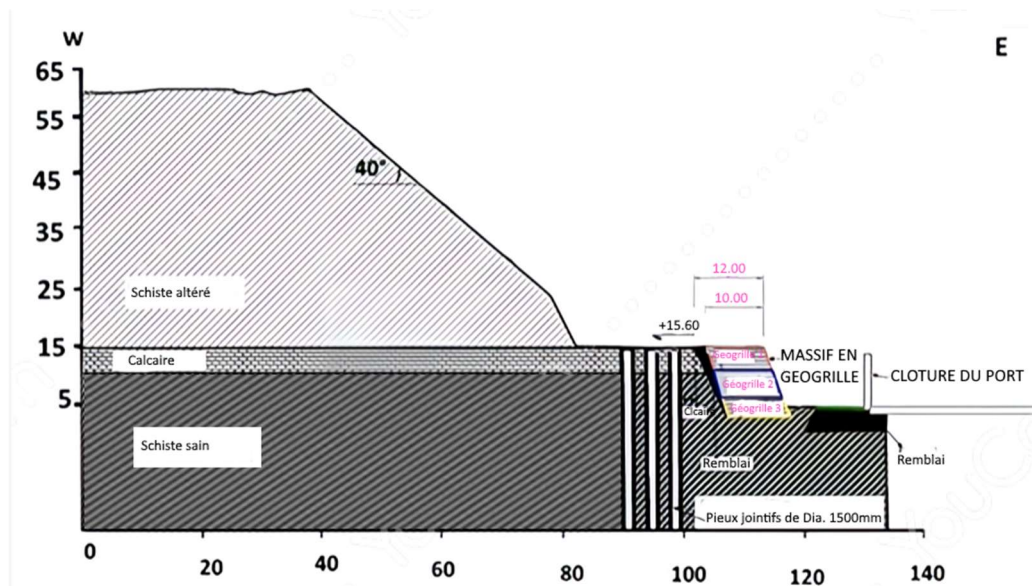 W
E
65
55
45
35
25
15
5
40°
12.00
10.00
+15.60
Schiste altéré
Calcaire
Schiste sain
Géogrille 2
Géogrille 3
MASSIF EN
GEOGRILLE
CLOTURE DU PORT
Remblai
Remblai
Pieux jointifs de Dia. 1500mm
0
20
40
60
80
100
120
140